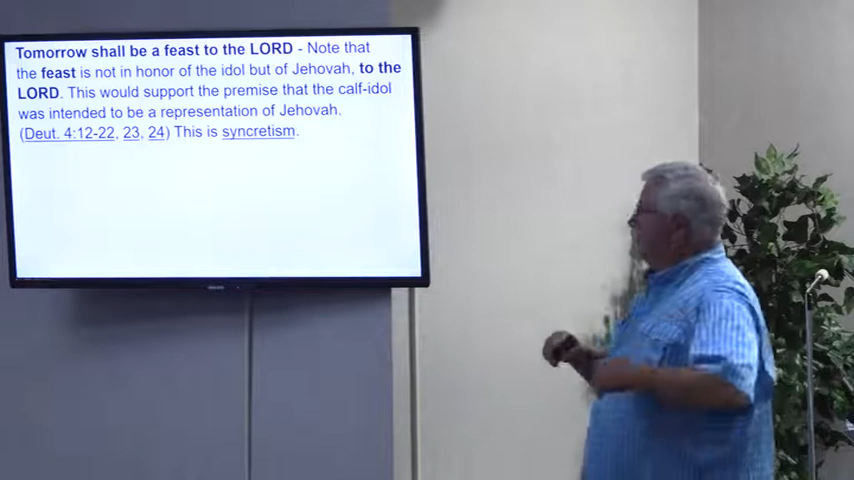 Tomorrow shall be a feast to the LORD - Note that
the feast is not in honor of the idol but of Jehovah, to the
LORD. This would support the premise that the calf-idol
was intended to be a representation of Jehovah.
(Deut. 4:12-22, 23, 24) This is syncretism.